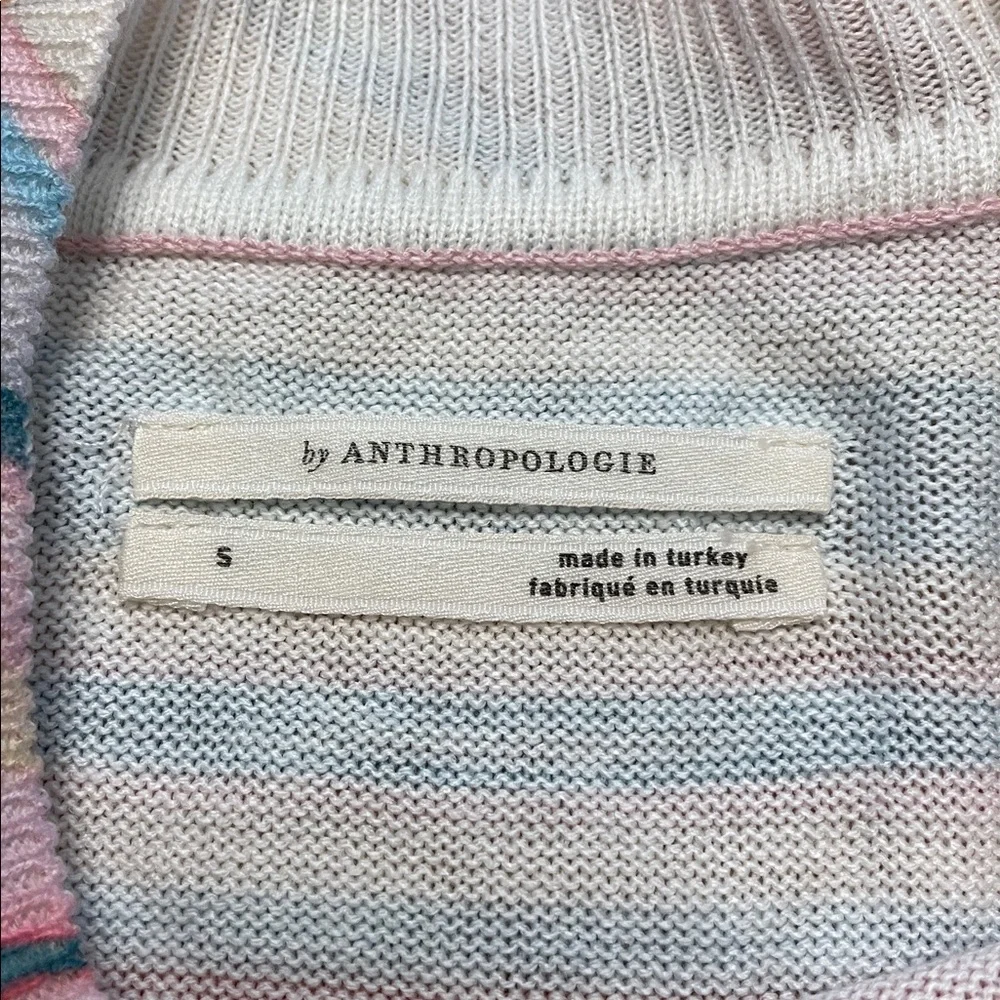 by ANTHROPOLOGIE
S made in turkey
fabriqué en turquie